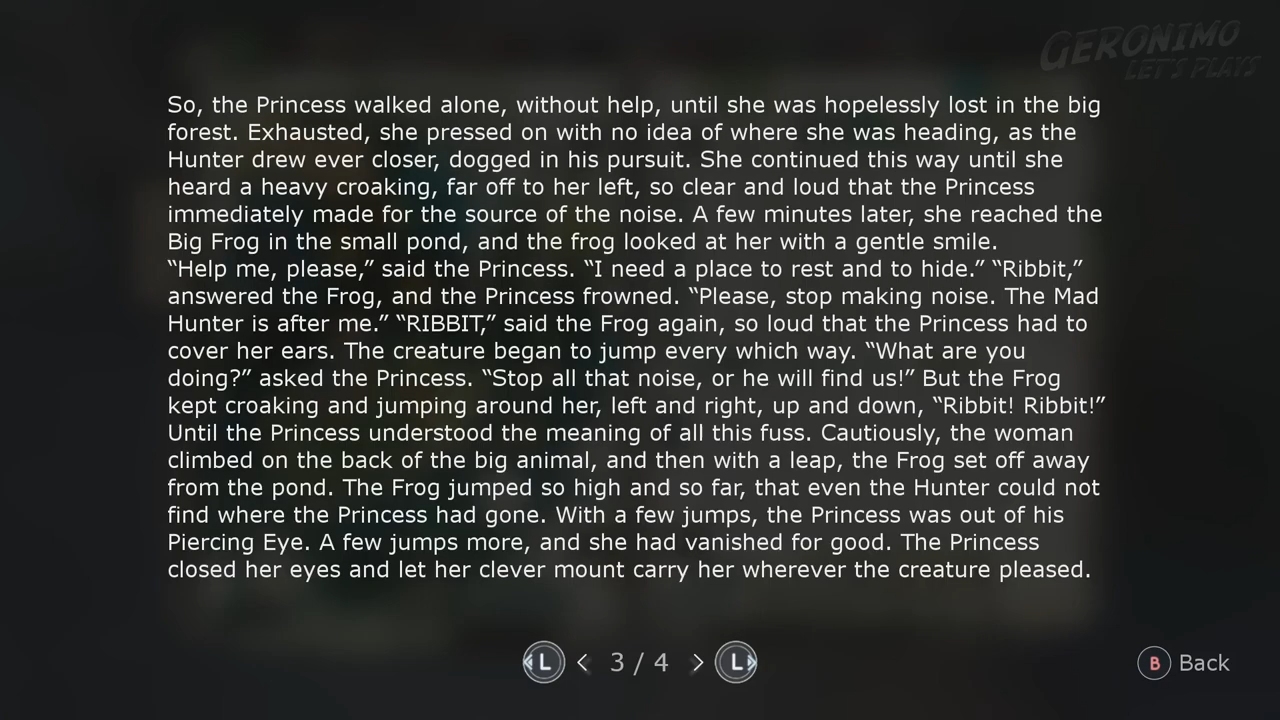 GERONIMO
LET'S PLAYS
So, the Princess walked alone, without help, until she was hopelessly lost in the big
forest. Exhausted, she pressed on with no idea of where she was heading, as the
Hunter drew ever closer, dogged in his pursuit. She continued this way until she
heard a heavy croaking, far off to her left, so clear and loud that the Princess
immediately made for the source of the noise. A few minutes later, she reached the
Big Frog in the small pond, and the frog looked at her with a gentle smile.
“Help me, please,” said the Princess. “I need a place to rest and to hide.” “Ribbit,”
answered the Frog, and the Princess frowned. “Please, stop making noise. The Mad
Hunter is after me.” “RIBBIT,” said the Frog again, so loud that the Princess had to
cover her ears. The creature began to jump every which way. “What are you
doing?” asked the Princess. “Stop all that noise, or he will find us!” But the Frog
kept croaking and jumping around her, left and right, up and down, “Ribbit! Ribbit!”
Until the Princess understood the meaning of all this fuss. Cautiously, the woman
climbed on the back of the big animal, and then with a leap, the Frog set off away
from the pond. The Frog jumped so high and so far, that even the Hunter could not
find where the Princess had gone. With a few jumps, the Princess was out of his
Piercing Eye. A few jumps more, and she had vanished for good. The Princess
closed her eyes and let her clever mount carry her wherever the creature pleased.
L < 3 / 4 > L
B Back